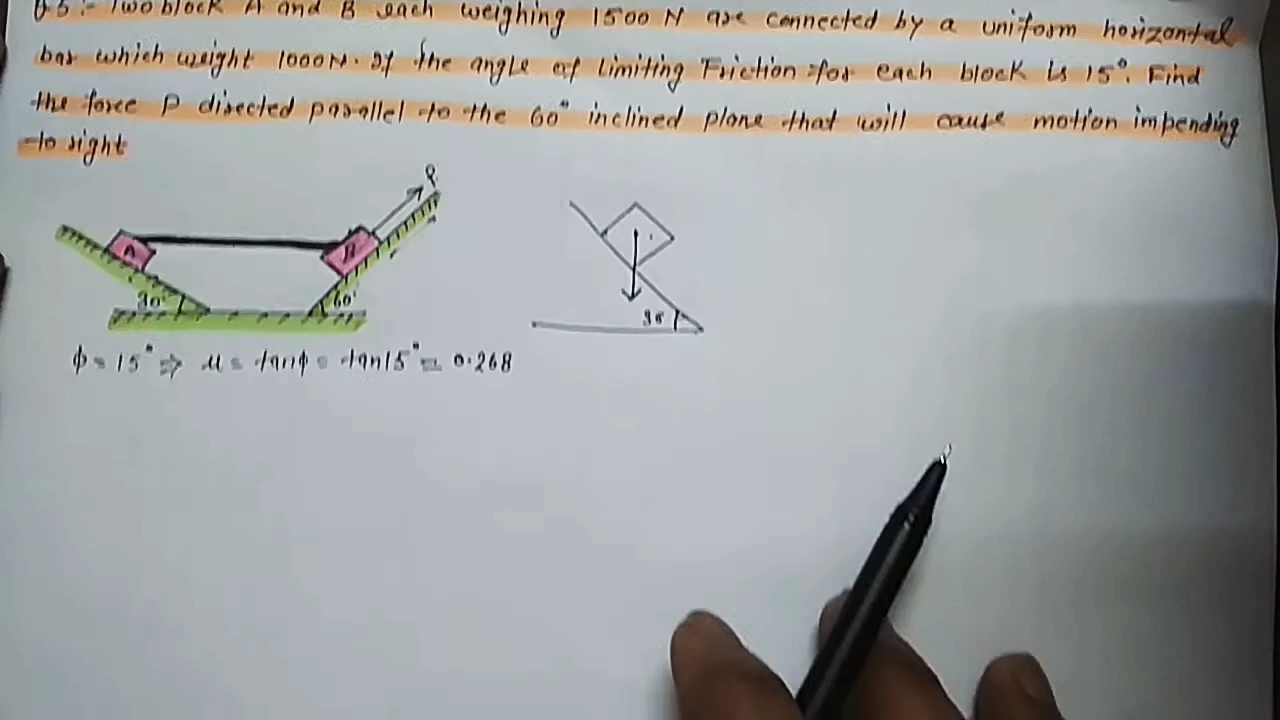 Q.5:- Two block A and B each weighing 1500 N are connected by a uniform horizontal
bar which weight 1000N. If the angle of limiting Friction for each block is 15°. Find
the force P directed parallel to the 60° inclined plane that will cause motion impending
to right
P
A
B
30°
60°
30
ϕ = 15° ⇒ μ = tanϕ = tan15° = 0.268